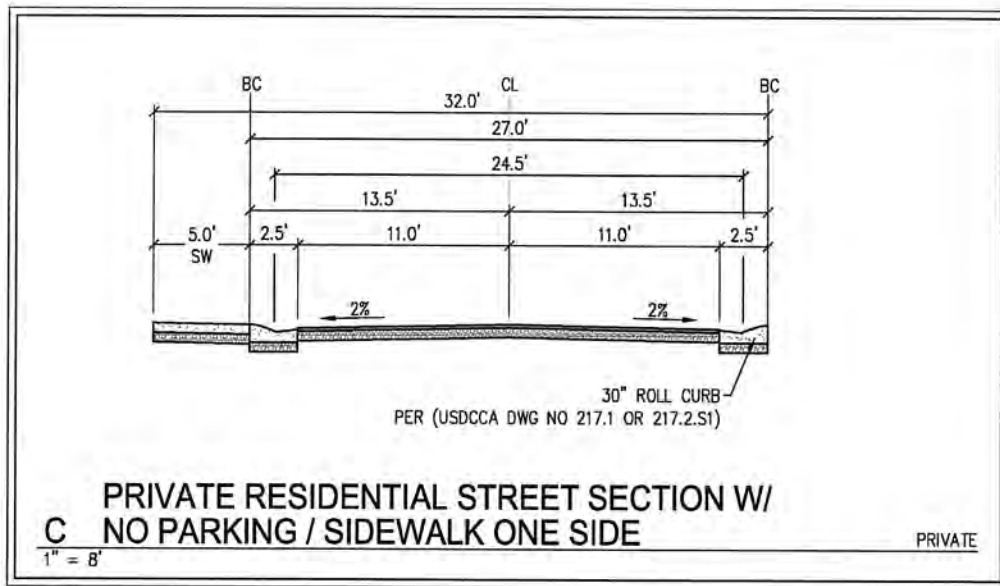 BC CL BC
32.0'
27.0'
24.5'
13.5' 13.5'
5.0' 2.5' 11.0' 11.0' 2.5'
SW
2% 2%
30" ROLL CURB
PER (USDCCA DWG NO 217.1 OR 217.2.S1)
PRIVATE RESIDENTIAL STREET SECTION W/
C NO PARKING / SIDEWALK ONE SIDE PRIVATE
1" = 8'